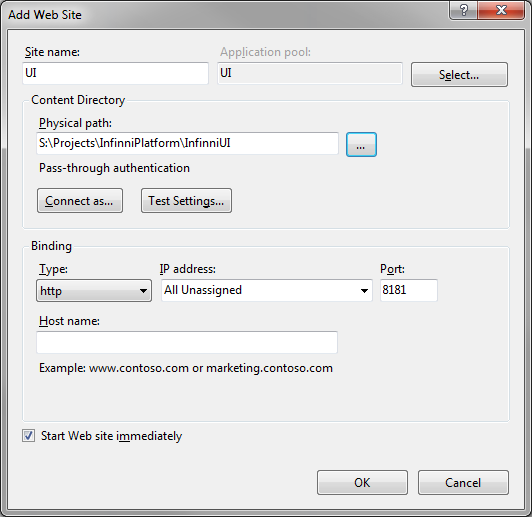 Add Web Site
Site name:
Application pool:
UI
UI
Select...
Content Directory
Physical path:
S:\Projects\InfinniPlatform\InfinniUI
...
Pass-through authentication
Connect as...
Test Settings...
Binding
Type:
IP address:
Port:
http
All Unassigned
8181
Host name:
Example: www.contoso.com or marketing.contoso.com
Start Web site immediately
OK
Cancel